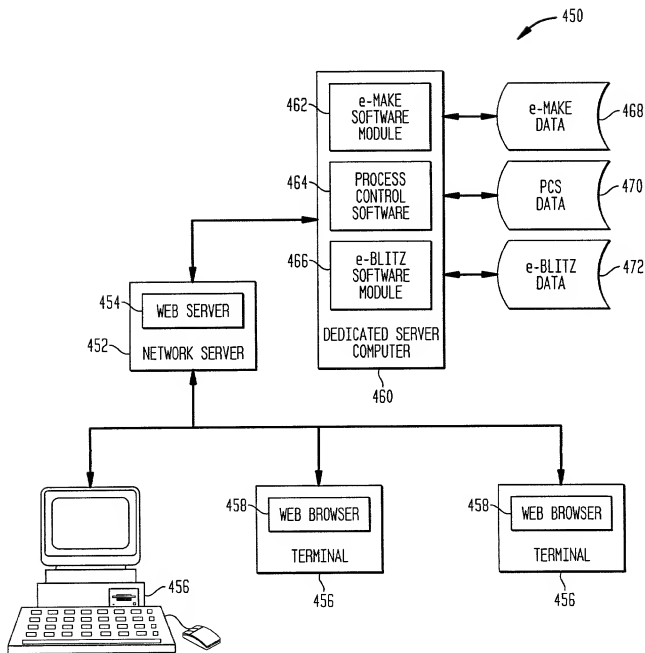 450
462
e-MAKE
SOFTWARE
MODULE
e-MAKE
DATA
468
464
PROCESS
CONTROL
SOFTWARE
PCS
DATA
470
466
e-BLITZ
SOFTWARE
MODULE
e-BLITZ
DATA
472
DEDICATED SERVER
COMPUTER
460
454
WEB SERVER
452
NETWORK SERVER
456
458
WEB BROWSER
TERMINAL
456
458
WEB BROWSER
TERMINAL
456